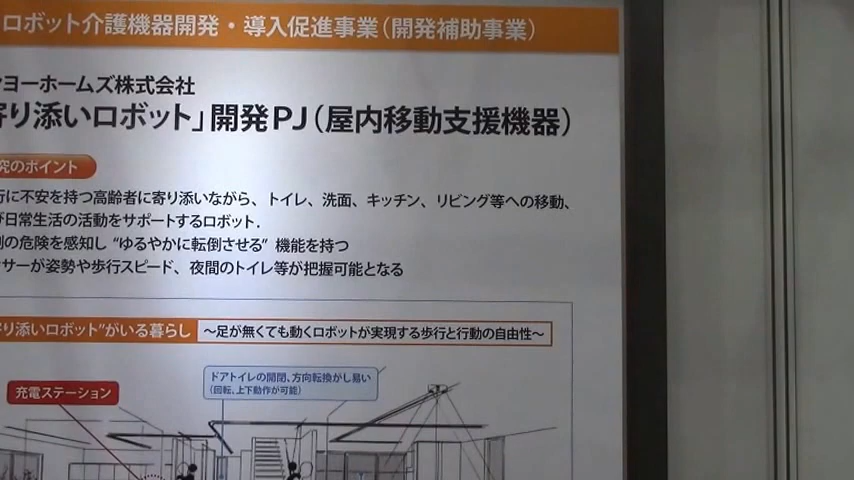 ロボット介護機器開発・導入促進事業（開発補助事業）
ヨーホームズ株式会社
寄り添いロボット」開発PJ（屋内移動支援機器）
究のポイント
行に不安を持つ高齢者に寄り添いながら、トイレ、洗面、キッチン、リビング等への移動、
び日常生活の活動をサポートするロボット．
倒の危険を感知し“ゆるやかに転倒させる”機能を持つ
サーが姿勢や歩行スピード、夜間のトイレ等が把握可能となる
寄り添いロボット”がいる暮らし
～足が無くても動くロボットが実現する歩行と行動の自由性～
ドアトイレの開閉、方向転換がし易い
（回転、上下動作が可能）
充電ステーション